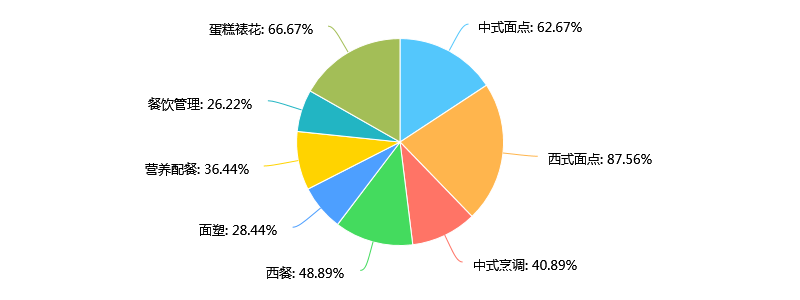 蛋糕裱花: 66.67%
中式面点: 62.67%
餐饮管理: 26.22%
西式面点: 87.56%
营养配餐: 36.44%
面塑: 28.44%
西餐: 48.89%
中式烹调: 40.89%